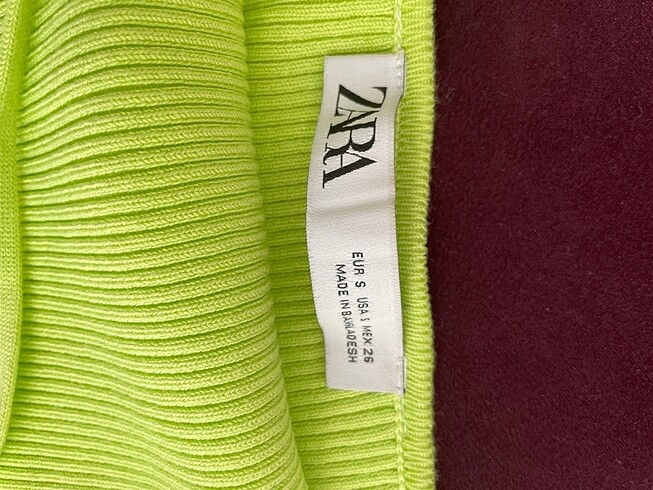 ZARA
EUR S USA S MEX 26
MADE IN BANGLADESH